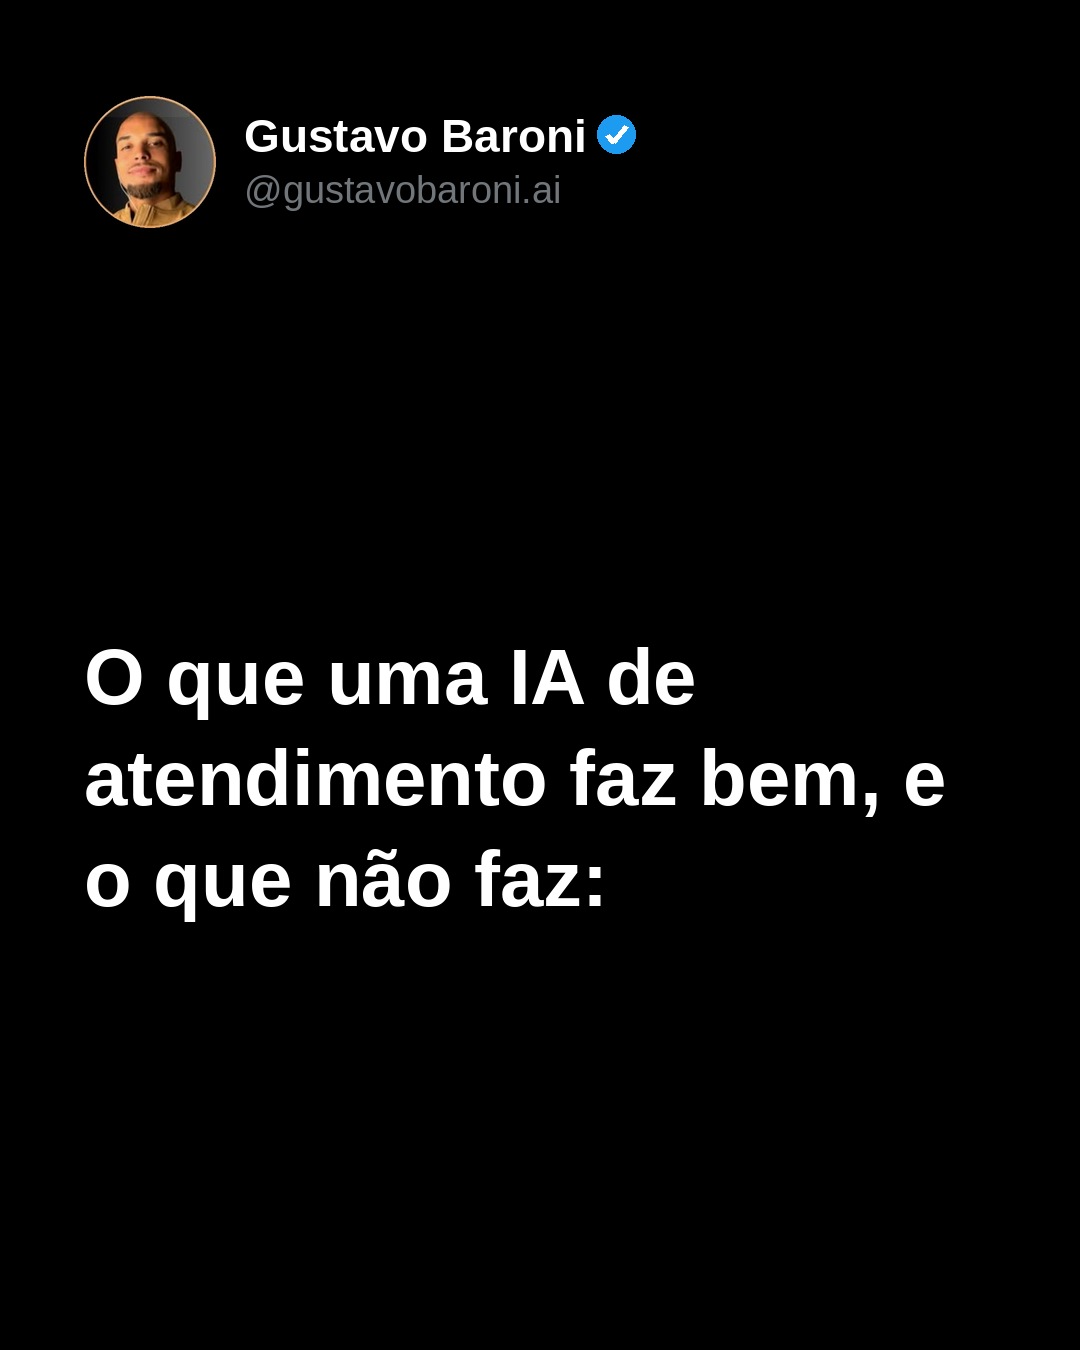 Gustavo Baroni
@gustavobaroni.ai
O que uma IA de
atendimento faz bem, e
o que não faz: